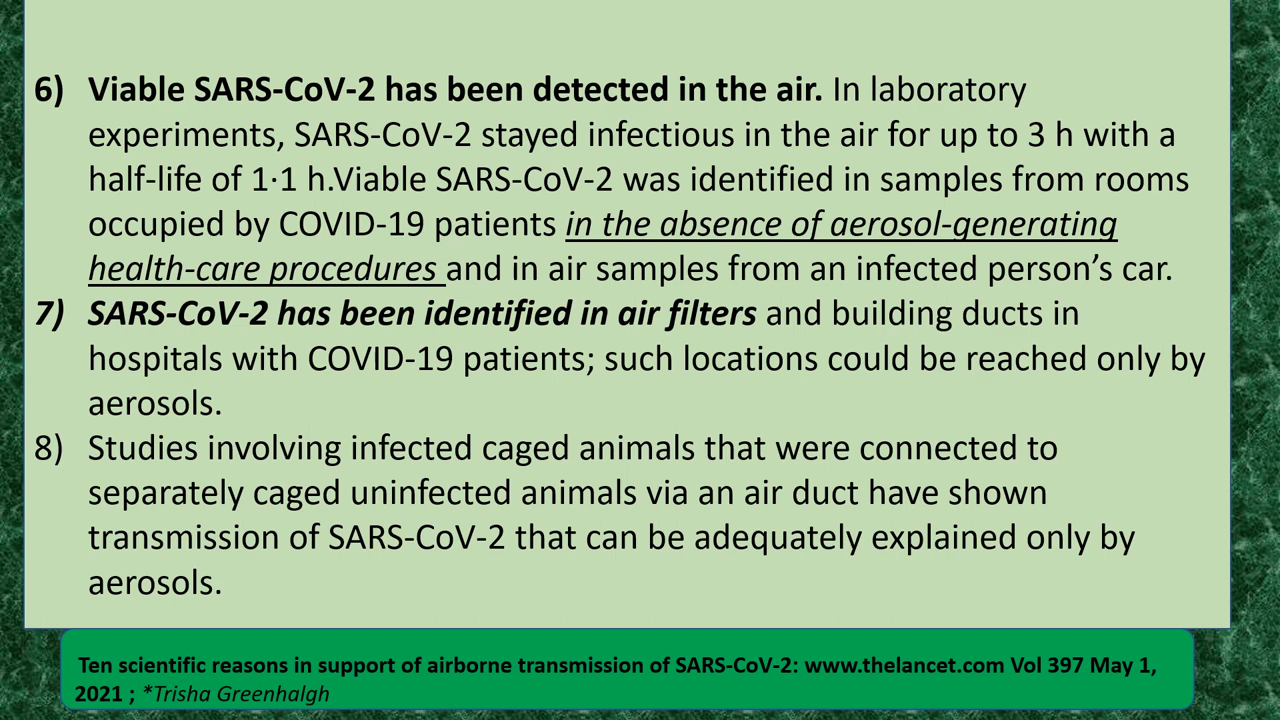 6) Viable SARS-CoV-2 has been detected in the air. In laboratory
experiments, SARS-CoV-2 stayed infectious in the air for up to 3 h with a
half-life of 1·1 h.Viable SARS-CoV-2 was identified in samples from rooms
occupied by COVID-19 patients in the absence of aerosol-generating
health-care procedures and in air samples from an infected person’s car.
7) SARS-CoV-2 has been identified in air filters and building ducts in
hospitals with COVID-19 patients; such locations could be reached only by
aerosols.
8) Studies involving infected caged animals that were connected to
separately caged uninfected animals via an air duct have shown
transmission of SARS-CoV-2 that can be adequately explained only by
aerosols.
Ten scientific reasons in support of airborne transmission of SARS-CoV-2: www.thelancet.com Vol 397 May 1,
2021 ; *Trisha Greenhalgh